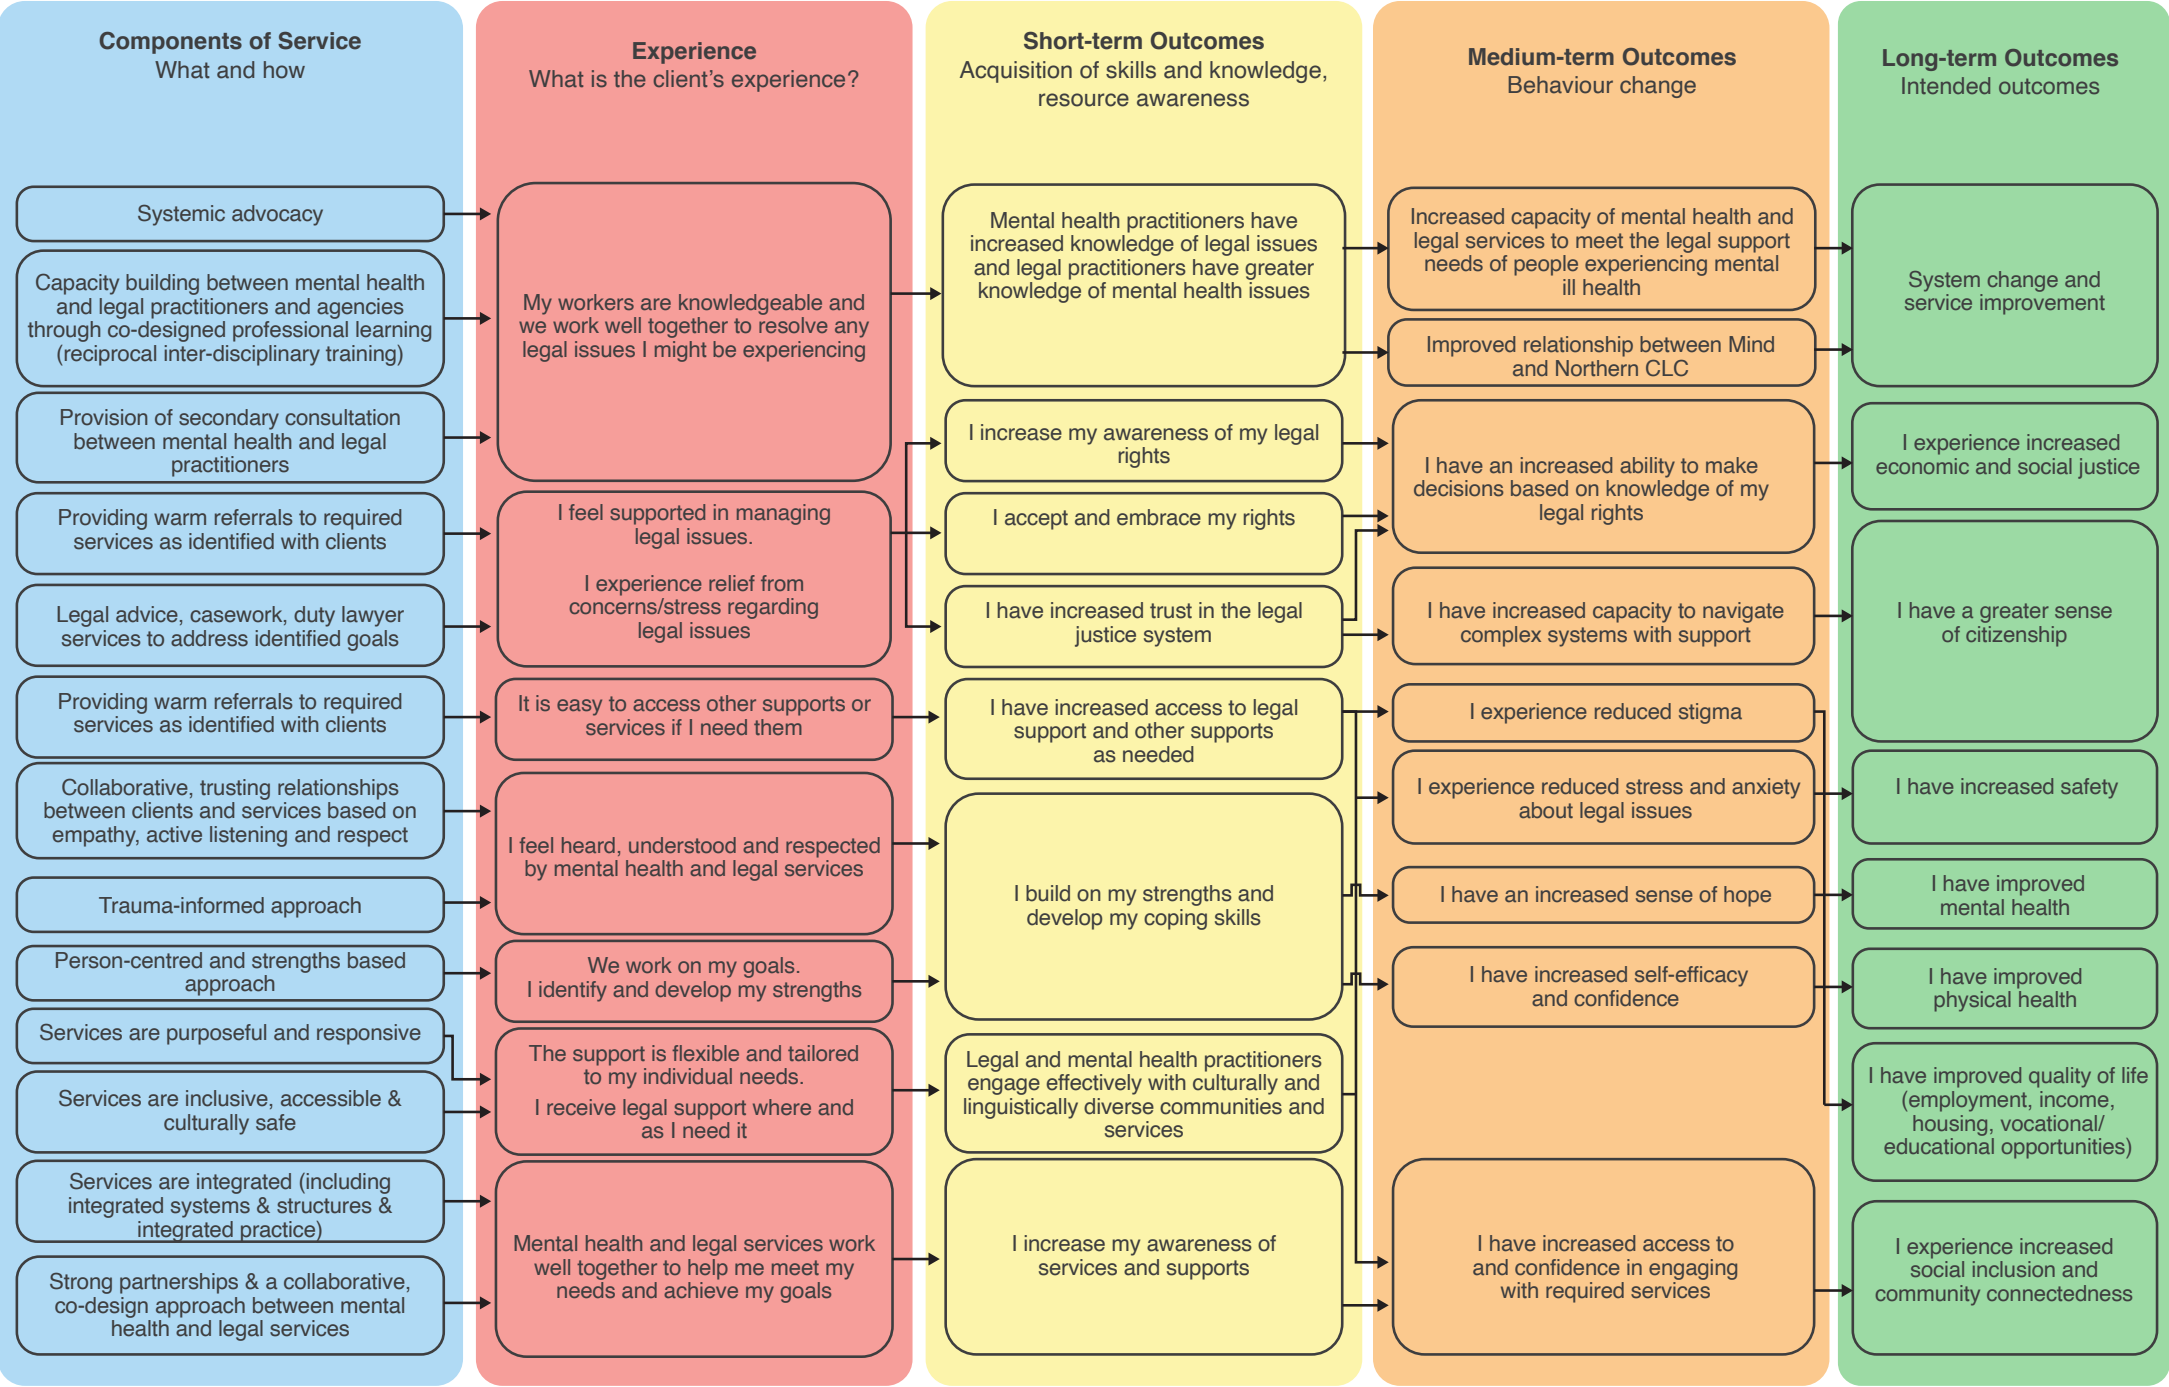 Components of Service
What and how
Systemic advocacy
Capacity building between mental health
and legal practitioners and agencies
through co-designed professional learning
(reciprocal inter-disciplinary training)
Provision of secondary consultation
between mental health and legal
practitioners
Providing warm referrals to required
services as identified with clients
Legal advice, casework, duty lawyer
services to address identified goals
Providing warm referrals to required
services as identified with clients
Collaborative, trusting relationships
between clients and services based on
empathy, active listening and respect
Trauma-informed approach
Person-centred and strengths based
approach
Services are purposeful and responsive
Services are inclusive, accessible &
culturally safe
Services are integrated (including
integrated systems & structures &
integrated practice)
Strong partnerships & a collaborative,
co-design approach between mental
health and legal services
Experience
What is the client's experience?
My workers are knowledgeable and
we work well together to resolve any
legal issues I might be experiencing
I feel supported in managing
legal issues.
I experience relief from
concerns/stress regarding
legal issues
It is easy to access other supports or
services if I need them
I feel heard, understood and respected
by mental health and legal services
We work on my goals.
I identify and develop my strengths
The support is flexible and tailored
to my individual needs.
I receive legal support where and
as I need it
Mental health and legal services work
well together to help me meet my
needs and achieve my goals
Short-term Outcomes
Acquisition of skills and knowledge,
resource awareness
Mental health practitioners have
increased knowledge of legal issues
and legal practitioners have greater
knowledge of mental health issues
I increase my awareness of my legal
rights
I accept and embrace my rights
I have increased trust in the legal
justice system
I have increased access to legal
support and other supports
as needed
I build on my strengths and
develop my coping skills
Legal and mental health practitioners
engage effectively with culturally and
linguistically diverse communities and
services
I increase my awareness of
services and supports
Medium-term Outcomes
Behaviour change
Increased capacity of mental health and
legal services to meet the legal support
needs of people experiencing mental
ill health
Improved relationship between Mind
and Northern CLC
I have an increased ability to make
decisions based on knowledge of my
legal rights
I have increased capacity to navigate
complex systems with support
I experience reduced stigma
I experience reduced stress and anxiety
about legal issues
I have an increased sense of hope
I have increased self-efficacy
and confidence
I have increased access to
and confidence in engaging
with required services
Long-term Outcomes
Intended outcomes
System change and
service improvement
I experience increased
economic and social justice
I have a greater sense
of citizenship
I have increased safety
I have improved
mental health
I have improved
physical health
I have improved quality of life
(employment, income,
housing, vocational/
educational opportunities)
I experience increased
social inclusion and
community connectedness